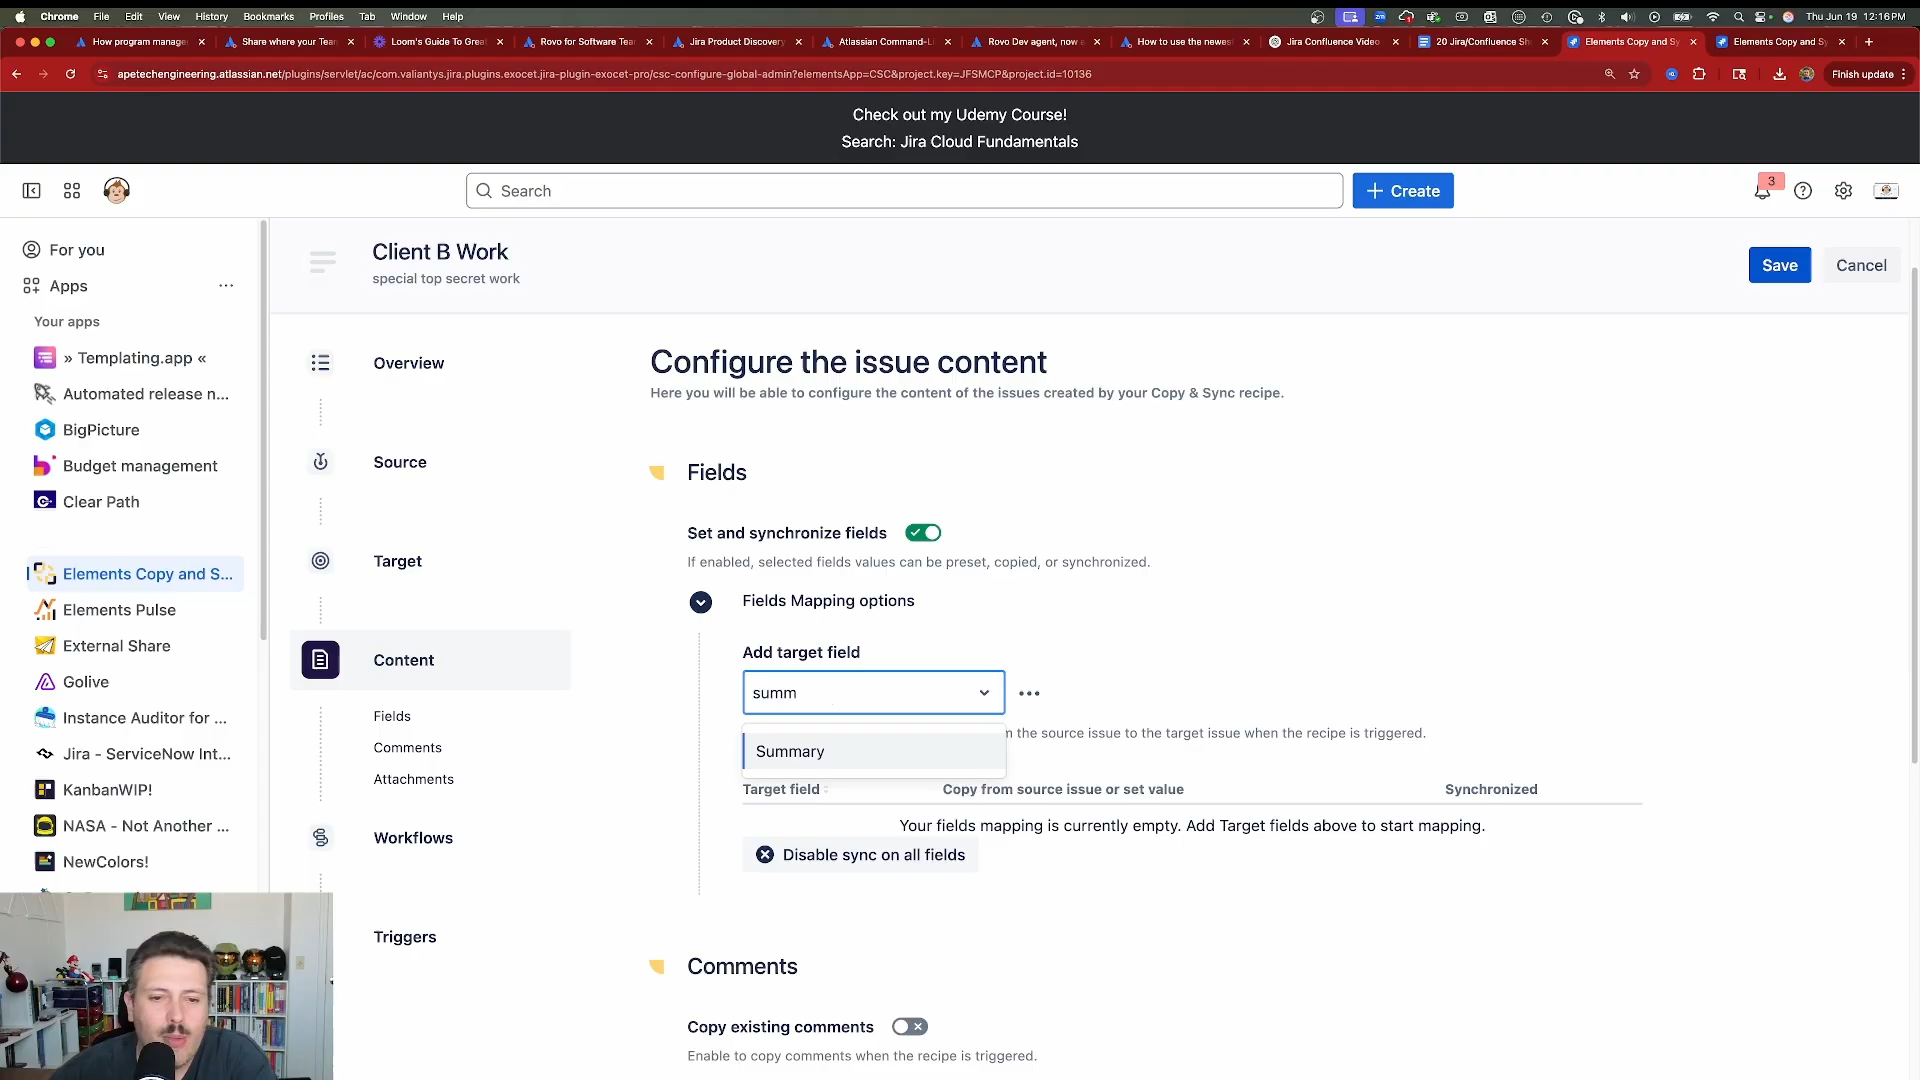 Chrome File Edit View History Bookmarks Profiles Tab Window Help
Thu Jun 19 12:16 PM
How program manage
Share where your Team
Loom's Guide To Grea
Rovo for Software Tea
Jira Product Discovery
Atlassian Command-Li
Rovo Dev agent, now
How to use the newes
Jira Confluence Video
20 Jira/Confluence Sh
Elements Copy and Sy
Elements Copy and Sy
apetechengineering.atlassian.net/plugins/servlet/ac/com.valiantys.jira.plugins.exocet.jira-plugin-exocet-pro/csc-configure-global-admin?elementsApp=CSC&project.key=JFSMCP&project.id=10136
Finish update
Check out my Udemy Course!
Search: Jira Cloud Fundamentals
Search
Create
3
For you
Apps
Your apps
» Templating.app «
Automated release n...
BigPicture
Budget management
Clear Path
Elements Copy and S...
Elements Pulse
External Share
Golive
Instance Auditor for ...
Jira - ServiceNow Int...
KanbanWIP!
NASA - Not Another ...
NewColors!
Client B Work
special top secret work
Save
Cancel
Overview
Source
Target
Content
Fields
Comments
Attachments
Workflows
Triggers
Configure the issue content
Here you will be able to configure the content of the issues created by your Copy & Sync recipe.
Fields
Set and synchronize fields
If enabled, selected fields values can be preset, copied, or synchronized.
Fields Mapping options
Add target field
summ
the source issue to the target issue when the recipe is triggered.
Summary
Target field Copy from source issue or set value Synchronized
Your fields mapping is currently empty. Add Target fields above to start mapping.
Disable sync on all fields
Comments
Copy existing comments
Enable to copy comments when the recipe is triggered.